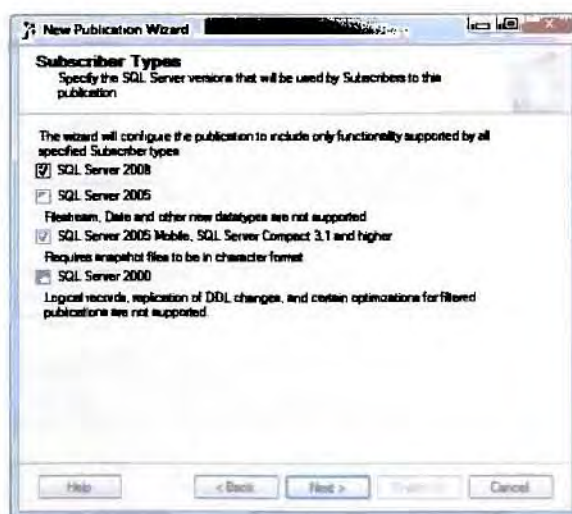 New Publication Wizard
Subscriber Types
Specify the SQL Server versions that will be used by Subscribers to this
publication
The wizard will configure the publication to include only functionality supported by all
specified Subscriber types
SQL Server 2008
SQL Server 2005
Filestream, Date and other new datatypes are not supported
SQL Server 2005 Mobile, SQL Server Compact 3.1 and higher
Requires snapshot files to be in character format
SQL Server 2000
Logical records, replication of DDL changes, and certain optimizations for filtered
publications are not supported.
Help
< Back
Next >
Cancel